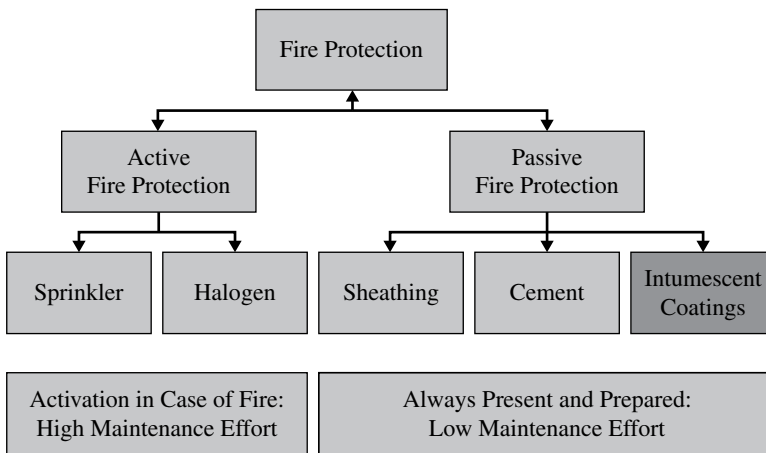 Fire Protection
Active
Fire Protection
Passive
Fire Protection
Sprinkler
Halogen
Sheathing
Cement
Intumescent
Coatings
Activation in Case of Fire:
High Maintenance Effort
Always Present and Prepared:
Low Maintenance Effort